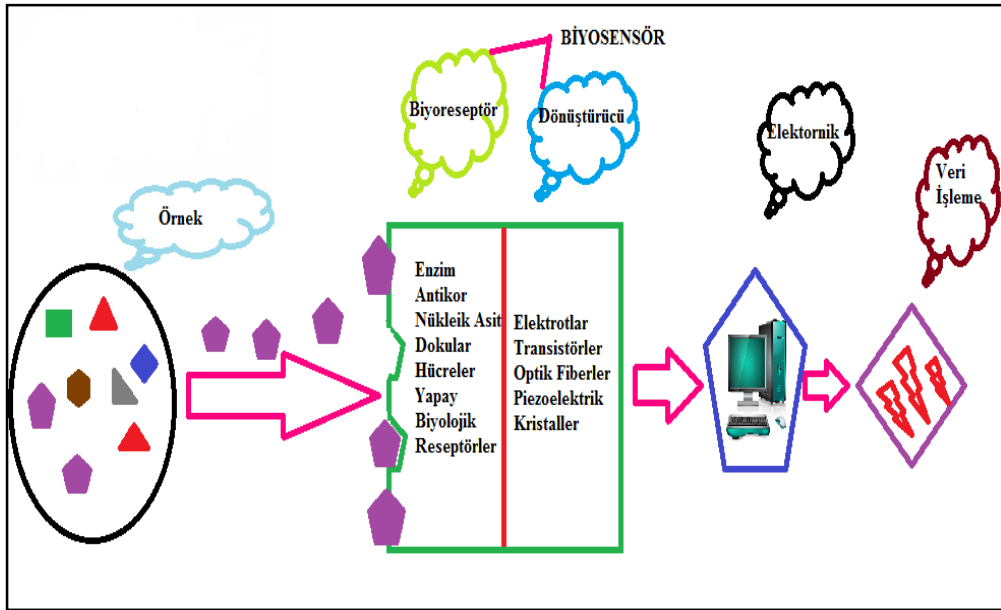 BİYOSENSÖR
Biyoreseptör
Dönüştürücü
Elektornik
Veri
İşleme
Örnek
Enzim
Antikor
Nükleik Asit
Dokular
Hücreler
Yapay
Biyolojik
Reseptörler
Elektrotlar
Transistörler
Optik Fiberler
Piezoelektrik
Kristaller